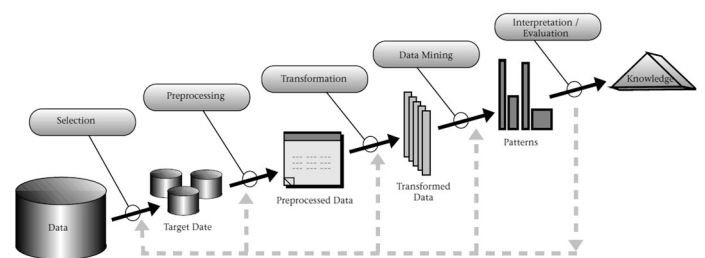 Interpretation /
Evaluation
Data Mining
Transformation
Preprocessing
Selection
Knowledge
Patterns
Transformed
Data
Preprocessed Data
Target Date
Data